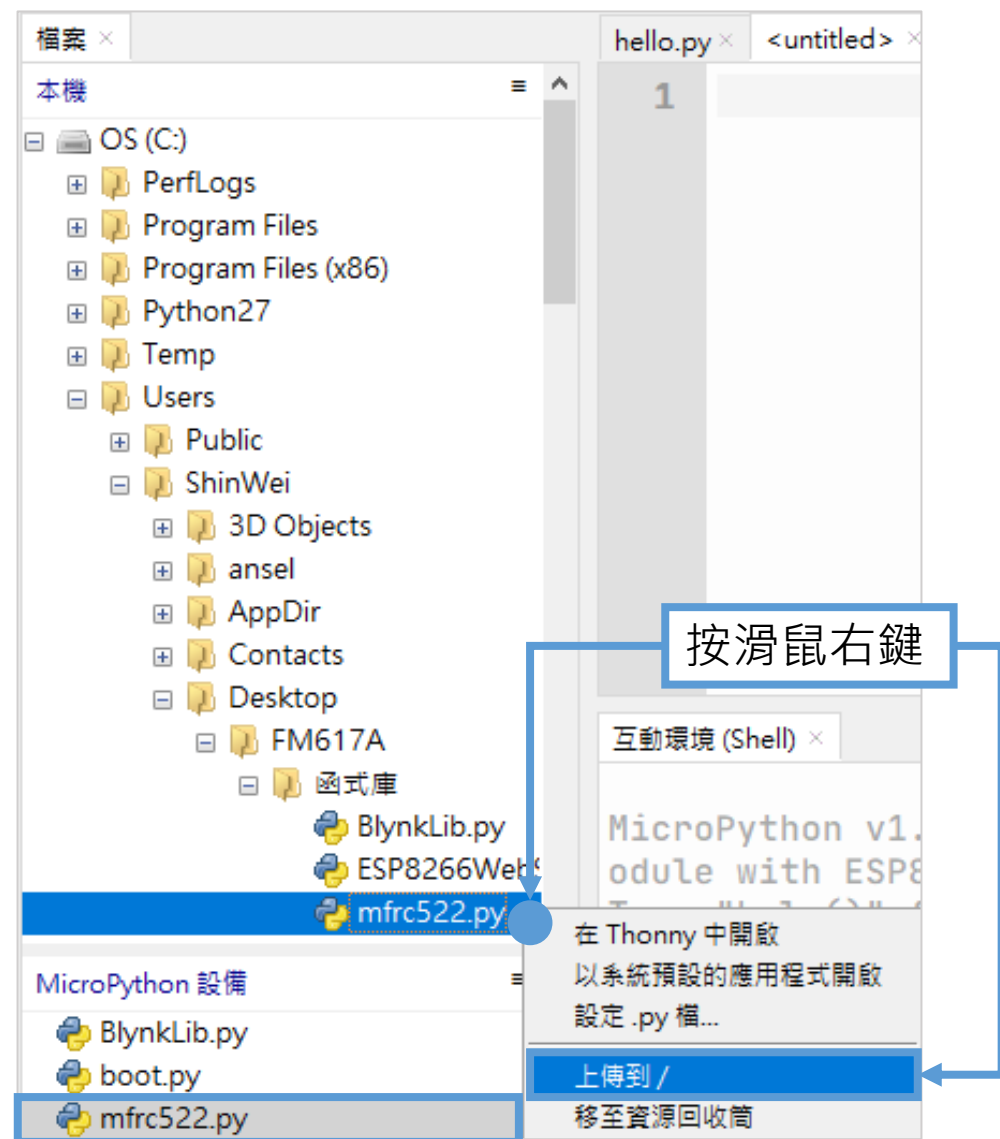 檔案
本機
OS (C:)
PerfLogs
Program Files
Program Files (x86)
Python27
Temp
Users
Public
ShinWei
3D Objects
ansel
AppDir
Contacts
Desktop
FM617A
函式庫
BlynkLib.py
ESP8266Web
mfrc522.py
MicroPython 設備
BlynkLib.py
boot.py
mfrc522.py
hello.py
<untitled>
1
按滑鼠右鍵
互動環境 (Shell)
MicroPython v1.
odule with ESP8
在 Thonny 中開啟
以系統預設的應用程式開啟
設定 .py 檔...
上傳到 /
移至資源回收筒